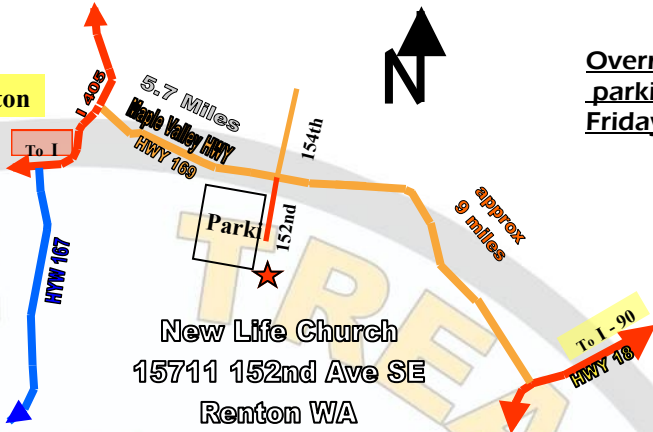 5.7 Miles
I 405
Maple Valley HWY
HWY 169
154th
N
Overn
parki
Friday
ton
To I
HYW 167
Parki
152nd
approx
9 miles
To I - 90
HWY 18
New Life Church
15711 152nd Ave SE
Renton WA
TREA